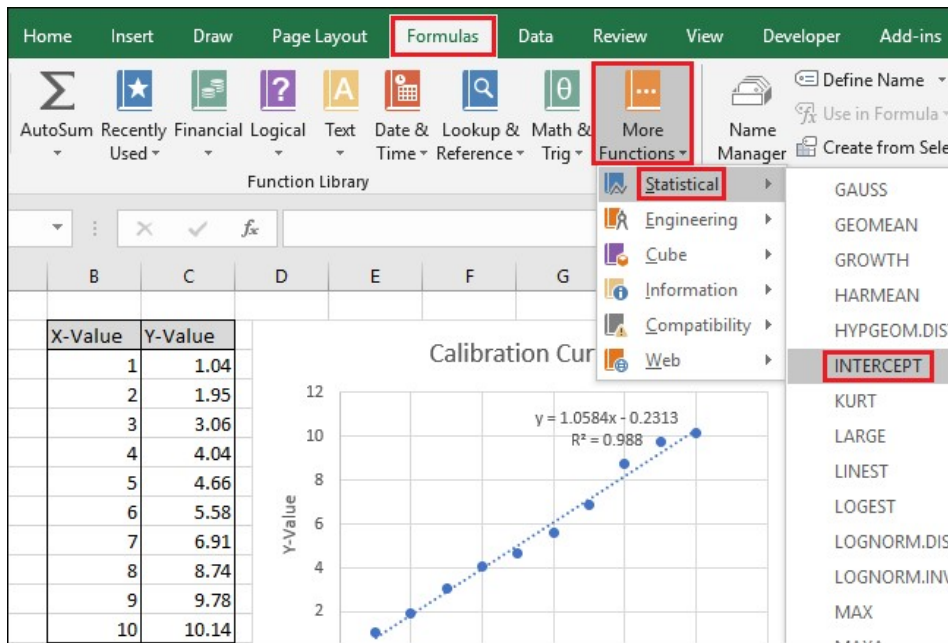 Home Insert Draw Page Layout Formulas Data Review View Developer Add-ins
AutoSum Recently Used Financial Logical Text Date & Time Lookup & Reference Math & Trig More Functions Name Manager
Define Name
Use in Formula
Create from
Function Library
Statistical
Engineering
Cube
Information
Compatibility
Web
GAUSS
GEOMEAN
GROWTH
HARMEAN
HYPGEOM.DIS
INTERCEPT
KURT
LARGE
LINEST
LOGEST
LOGNORM.DIS
LOGNORM.INV
MAX
fx
B C D E F G
X-Value Y-Value
1 1.04
2 1.95
3 3.06
4 4.04
5 4.66
6 5.58
7 6.91
8 8.74
9 9.78
10 10.14
Calibration Cur
y = 1.0584x - 0.2313
R² = 0.988
Y-Value
12
10
8
6
4
2